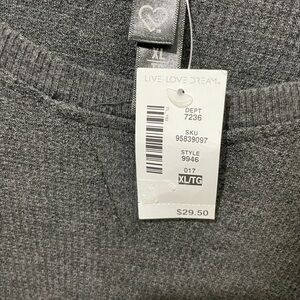 XL
LIVE LOVE DREAM
DEPT
7236
SKU
95839097
STYLE
9946
017
XL/TG
$29.50